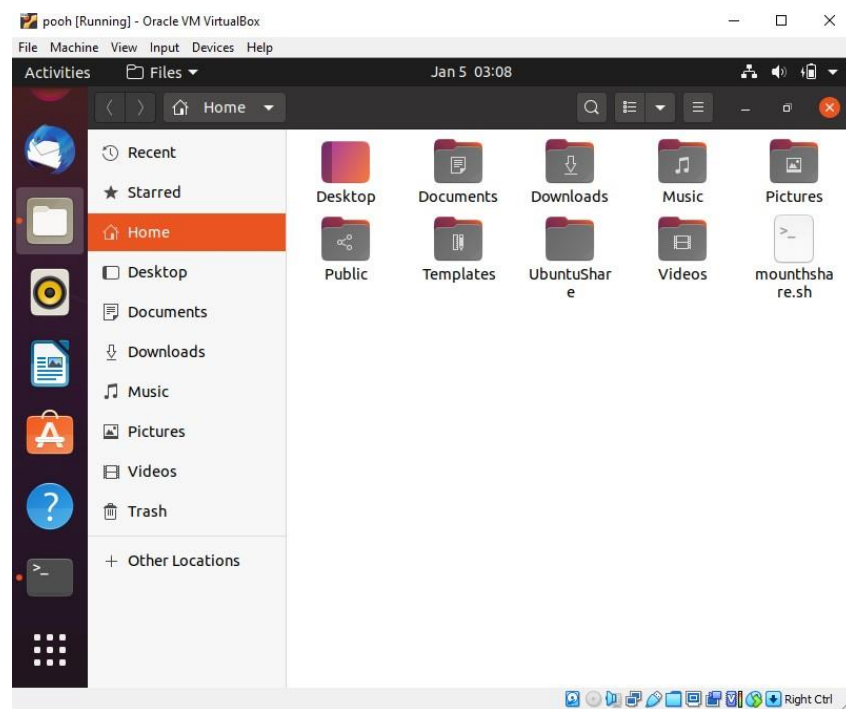 pooh [Running] - Oracle VM VirtualBox
File Machine View Input Devices Help
Activities Files Jan 5 03:08
Home
Recent
Starred
Home
Desktop
Documents
Downloads
Music
Pictures
Videos
Trash
+ Other Locations
Desktop Documents Downloads Music Pictures
Public Templates UbuntuShar
e Videos mounthsha
re.sh
Right Ctrl